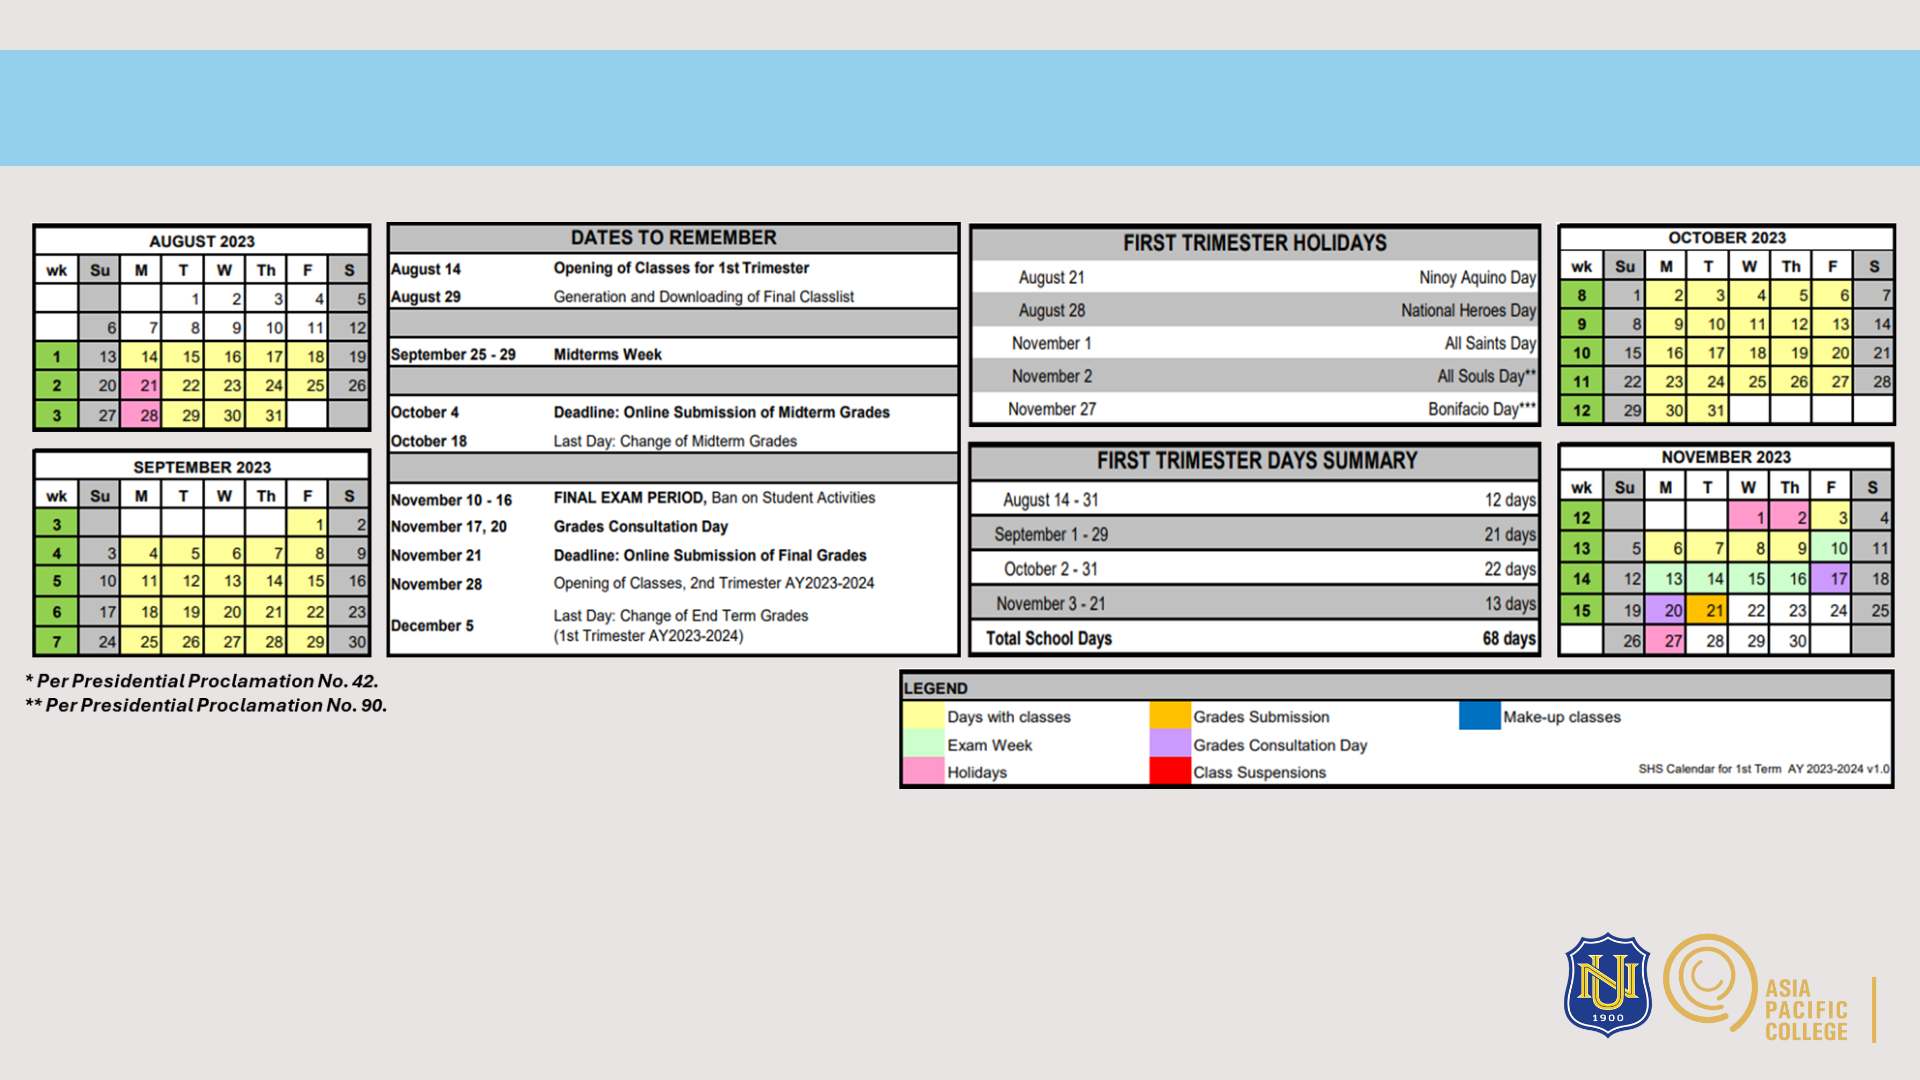 AUGUST 2023
wk Su M T W Th F S
1 2 3 4 5
6 7 8 9 10 11 12
1 13 14 15 16 17 18 19
2 20 21 22 23 24 25 26
3 27 28 29 30 31
SEPTEMBER 2023
wk Su M T W Th F S
3 1 2
4 3 4 5 6 7 8 9
5 10 11 12 13 14 15 16
6 17 18 19 20 21 22 23
7 24 25 26 27 28 29 30
* Per Presidential Proclamation No. 42.
** Per Presidential Proclamation No. 90.
DATES TO REMEMBER
August 14 Opening of Classes for 1st Trimester
August 29 Generation and Downloading of Final Classlist
September 25 - 29 Midterms Week
October 4 Deadline: Online Submission of Midterm Grades
October 18 Last Day: Change of Midterm Grades
November 10 - 16 FINAL EXAM PERIOD, Ban on Student Activities
November 17, 20 Grades Consultation Day
November 21 Deadline: Online Submission of Final Grades
November 28 Opening of Classes, 2nd Trimester AY2023-2024
December 5 Last Day: Change of End Term Grades
(1st Trimester AY2023-2024)
FIRST TRIMESTER HOLIDAYS
August 21 Ninoy Aquino Day
August 28 National Heroes Day
November 1 All Saints Day
November 2 All Souls Day**
November 27 Bonifacio Day***
FIRST TRIMESTER DAYS SUMMARY
August 14 - 31 12 days
September 1 - 29 21 days
October 2 - 31 22 days
November 3 - 21 13 days
Total School Days 68 days
OCTOBER 2023
wk Su M T W Th F S
8 1 2 3 4 5 6 7
9 8 9 10 11 12 13 14
10 15 16 17 18 19 20 21
11 22 23 24 25 26 27 28
12 29 30 31
NOVEMBER 2023
wk Su M T W Th F S
12 1 2 3 4
13 5 6 7 8 9 10 11
14 12 13 14 15 16 17 18
15 19 20 21 22 23 24 25
26 27 28 29 30
LEGEND
Days with classes Grades Submission Make-up classes
Exam Week Grades Consultation Day
Holidays Class Suspensions
SHS Calendar for 1st Term AY 2023-2024 v1.0
NU
1900
ASIA
PACIFIC
COLLEGE